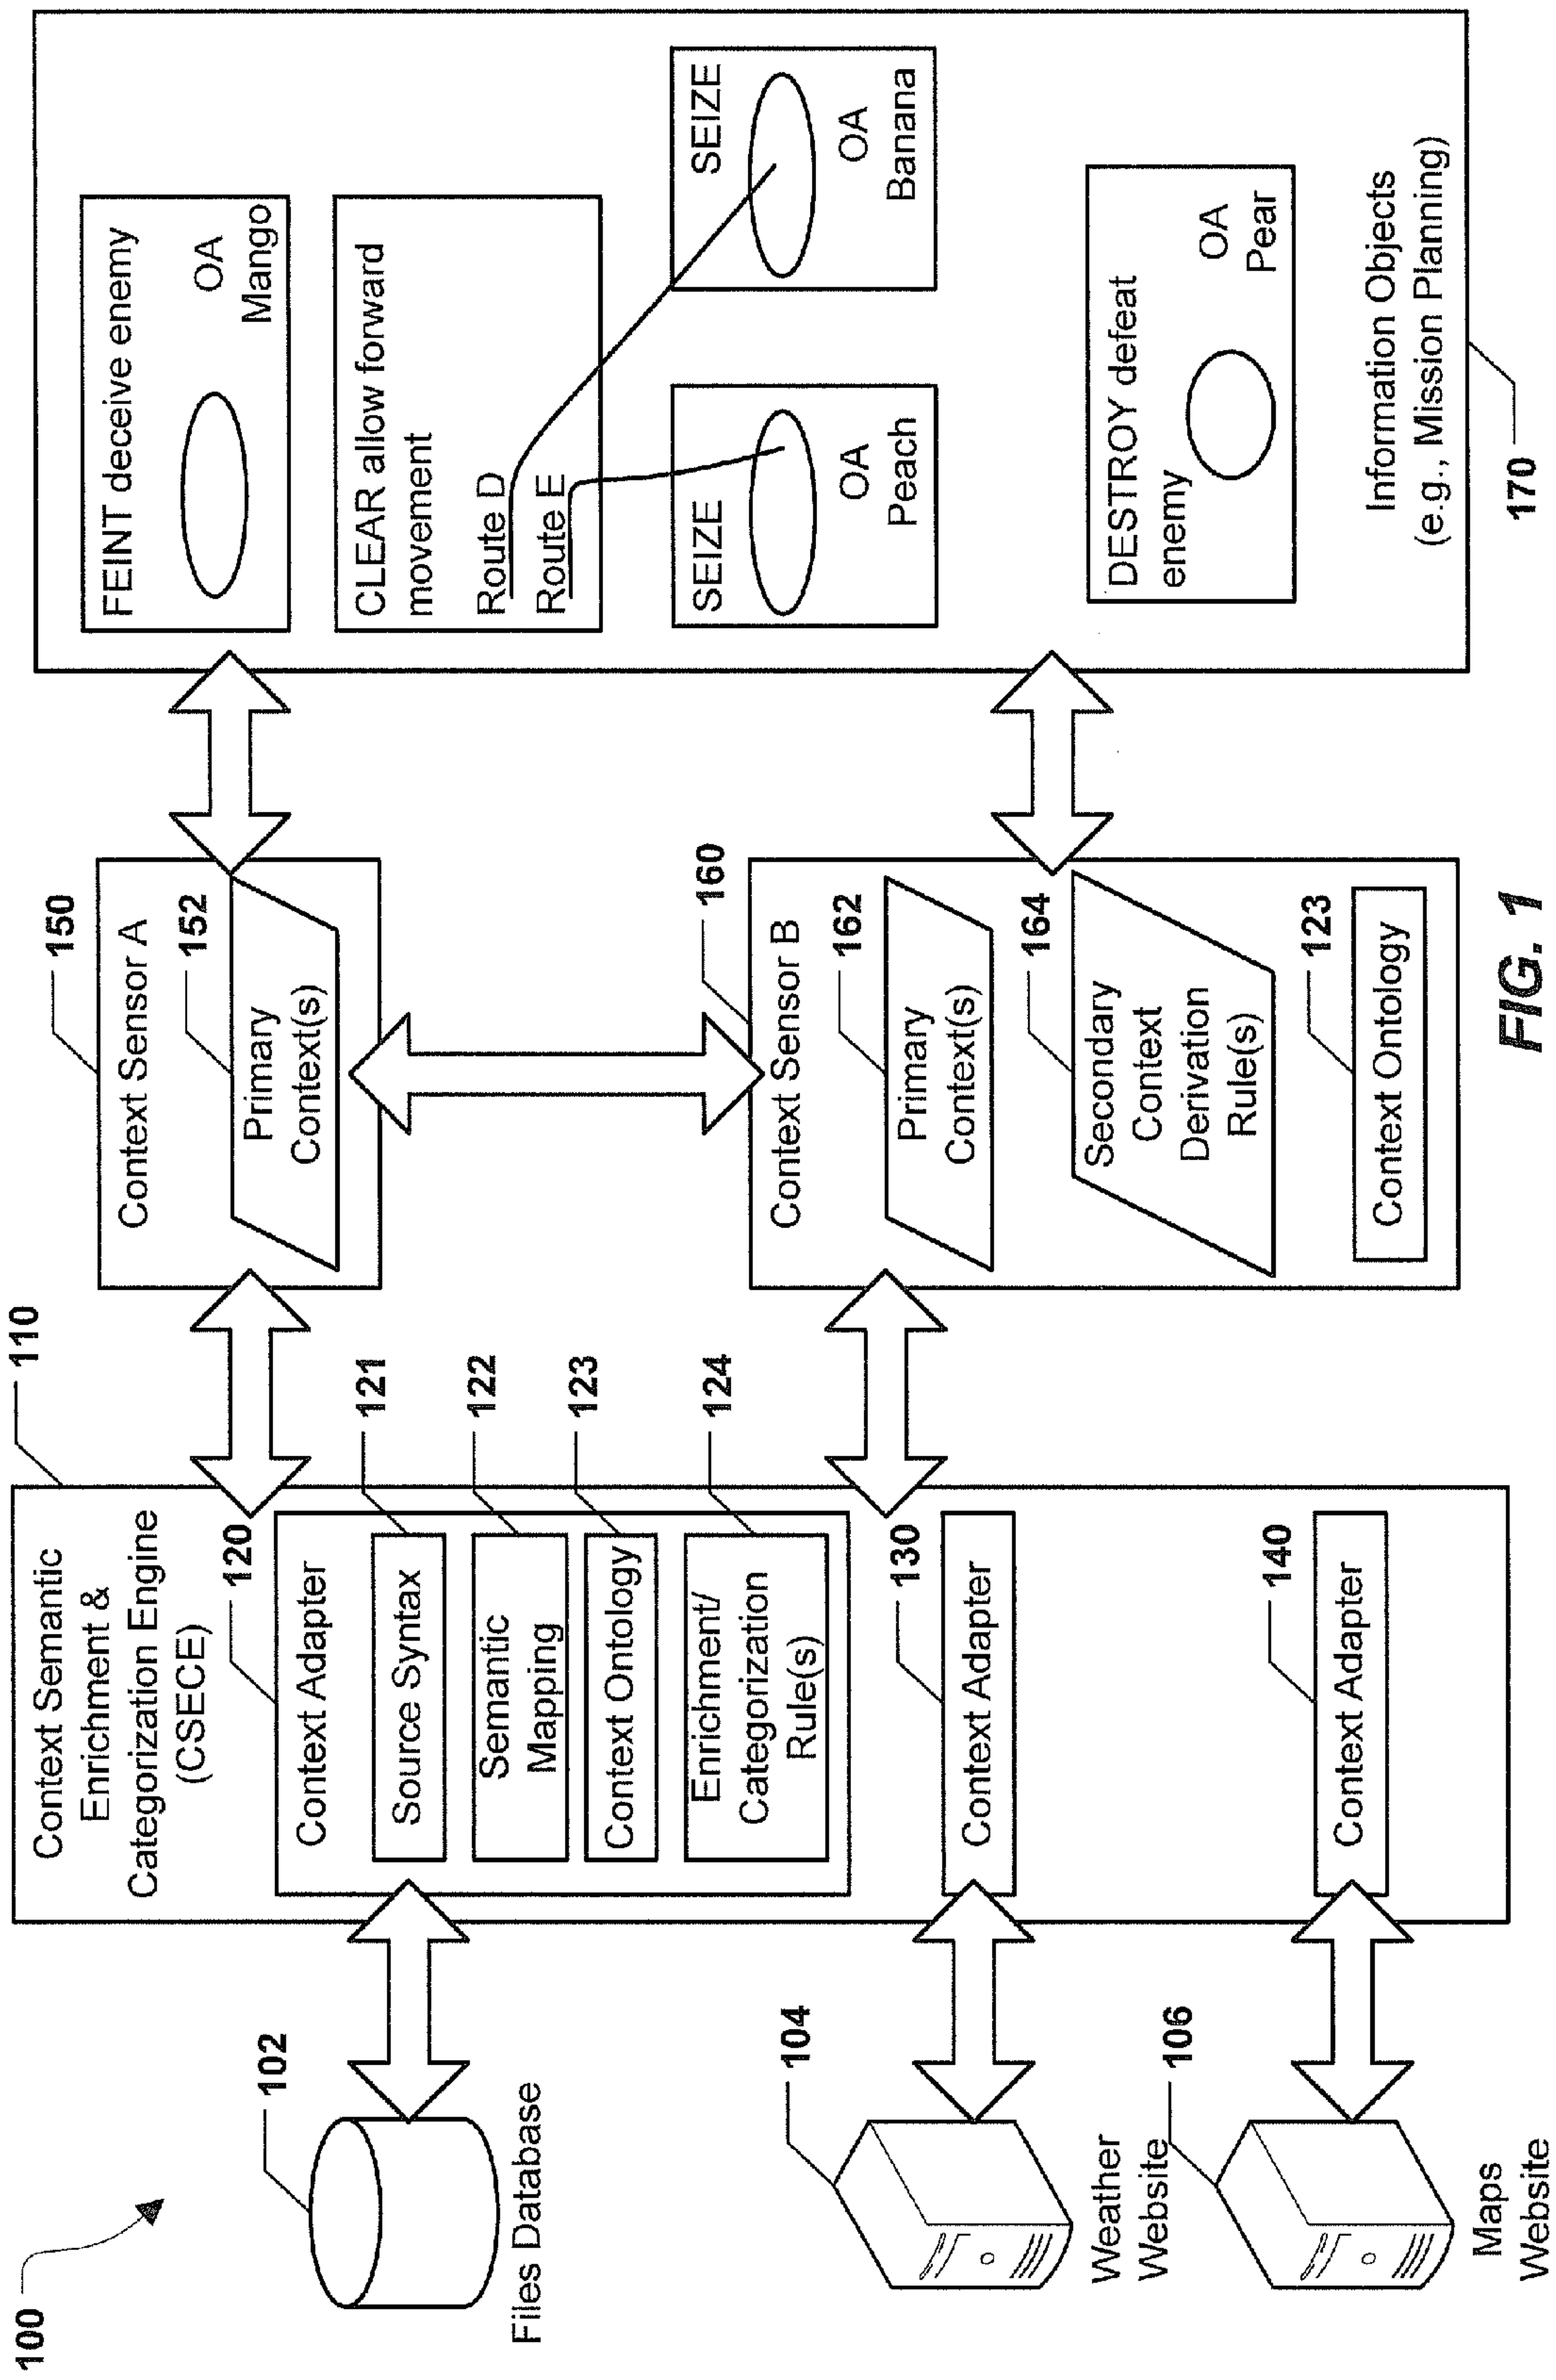 100
102
Files Database
104
Weather
Website
106
Maps
Website
110
Context Semantic
Enrichment &
Categorization Engine
(CSECE)
120
Context Adapter
Source Syntax
121
Semantic
Mapping
122
Context Ontology
123
Enrichment/
Categorization
Rule(s)
124
130
Context Adapter
140
Context Adapter
150
Context Sensor A
152
Primary
Context(s)
160
Context Sensor B
162
Primary
Context(s)
164
Secondary
Context
Derivation
Rule(s)
123
Context Ontology
FEINT deceive enemy
OA
Mango
CLEAR allow forward
movement
Route D
Route E
SEIZE
OA
Peach
SEIZE
OA
Banana
DESTROY defeat
enemy
OA
Pear
Information Objects
(e.g., Mission Planning)
170
FIG. 1